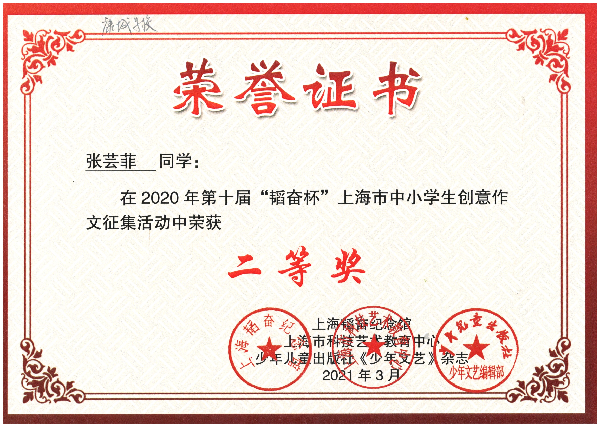 荣誉证书
张芸菲 同学：
在 2020 年第十届“韬奋杯”上海市中小学生创意作
文征集活动中荣获
二等奖
上海韬奋纪念馆
上海市科技艺术教育中心
少年儿童出版社《少年文艺》杂志
2021 年 3 月
上海韬奋纪念馆
少年儿童出版社
少年文艺编辑部